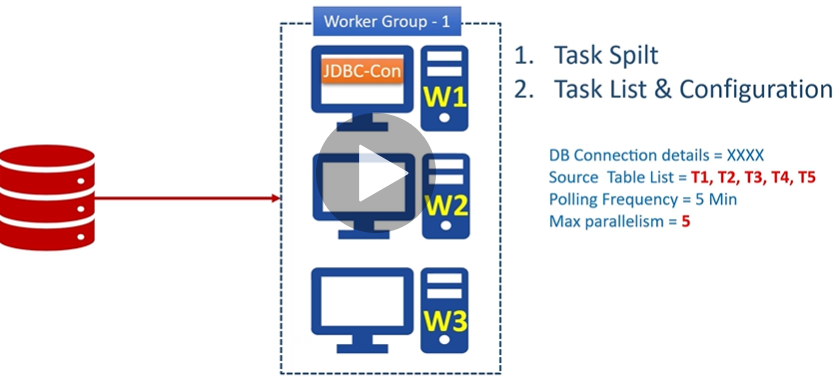 Worker Group - 1
JDBC-Con
W1
W2
W3
1. Task Spilt
2. Task List & Configuration
DB Connection details = XXXX
Source Table List = T1, T2, T3, T4, T5
Polling Frequency = 5 Min
Max parallelism = 5